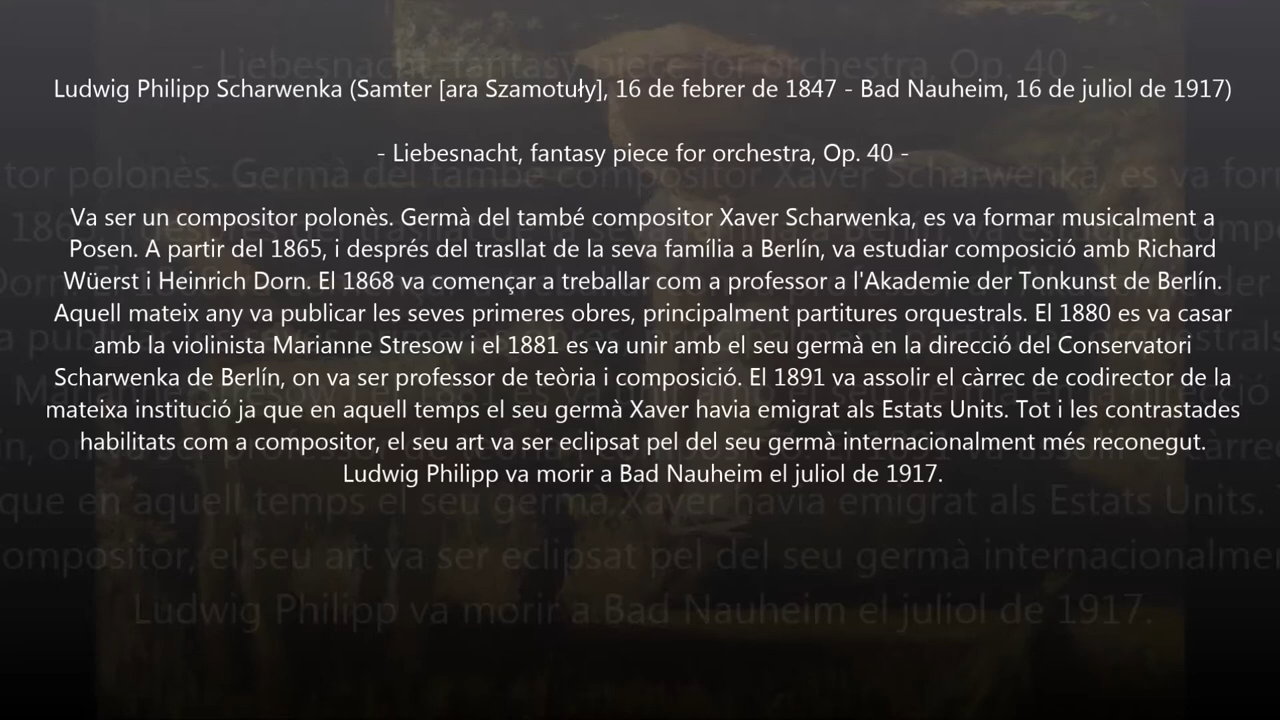 Ludwig Philipp Scharwenka (Samter [ara Szamotuły], 16 de febrer de 1847 - Bad Nauheim, 16 de juliol de 1917)
- Liebesnacht, fantasy piece for orchestra, Op. 40 -
Va ser un compositor polonès. Germà del també compositor Xaver Scharwenka, es va formar musicalment a
Posen. A partir del 1865, i després del trasllat de la seva família a Berlín, va estudiar composició amb Richard
Wüerst i Heinrich Dorn. El 1868 va començar a treballar com a professor a l'Akademie der Tonkunst de Berlín.
Aquell mateix any va publicar les seves primeres obres, principalment partitures orquestrals. El 1880 es va casar
amb la violinista Marianne Stresow i el 1881 es va unir amb el seu germà en la direcció del Conservatori
Scharwenka de Berlín, on va ser professor de teòria i composició. El 1891 va assolir el càrrec de codirector de la
mateixa institució ja que en aquell temps el seu germà Xaver havia emigrat als Estats Units. Tot i les contrastades
habilitats com a compositor, el seu art va ser eclipsat pel del seu germà internacionalment més reconegut.
Ludwig Philipp va morir a Bad Nauheim el juliol de 1917.